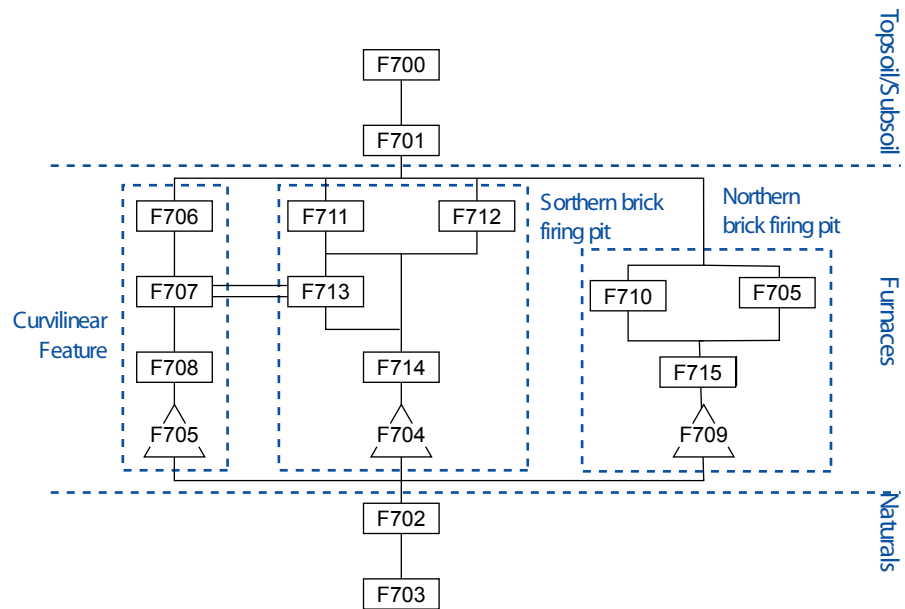 Topsoil/Subsoil
F700
F701
F706
F711
F712
Sorthern brick
firing pit
Northern
brick firing pit
F707
F713
F710
F705
Furnaces
Curvilinear
Feature
F708
F714
F715
F705
F704
F709
Naturals
F702
F703